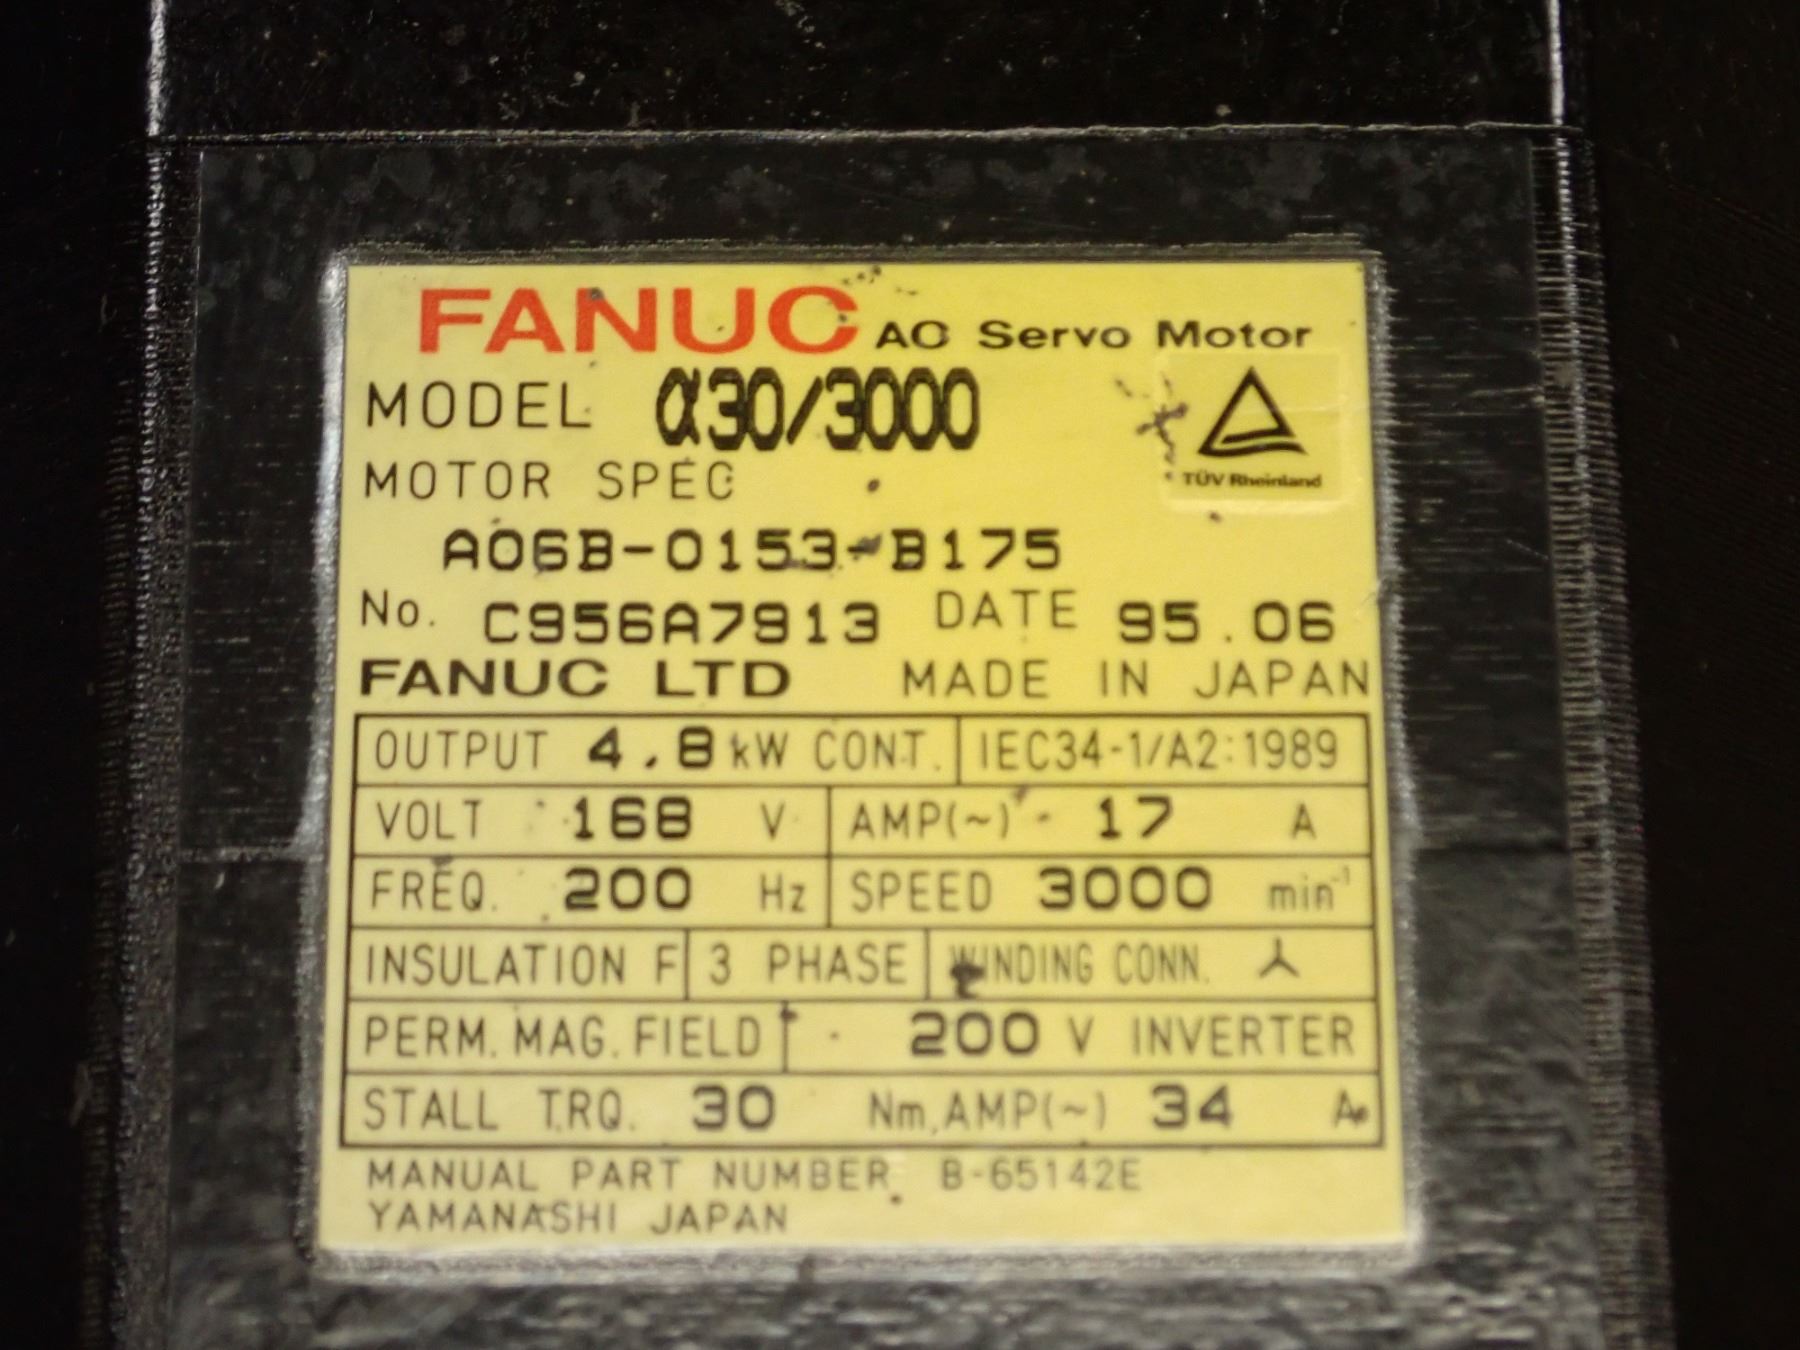 FANUC AC Servo Motor
MODEL α30/3000
TÜV Rheinland
MOTOR SPEC
A06B-0153-B175
No. C956A7913 DATE 95.06
FANUC LTD MADE IN JAPAN
OUTPUT 4.8 kW CONT. IEC34-1/A2:1989
VOLT 168 V AMP(~) 17 A
FREQ. 200 Hz SPEED 3000 min⁻¹
INSULATION F 3 PHASE WINDING CONN.
PERM. MAG. FIELD 200 V INVERTER
STALL TRQ. 30 Nm, AMP(~) 34 A
MANUAL PART NUMBER B-65142E
YAMANASHI JAPAN